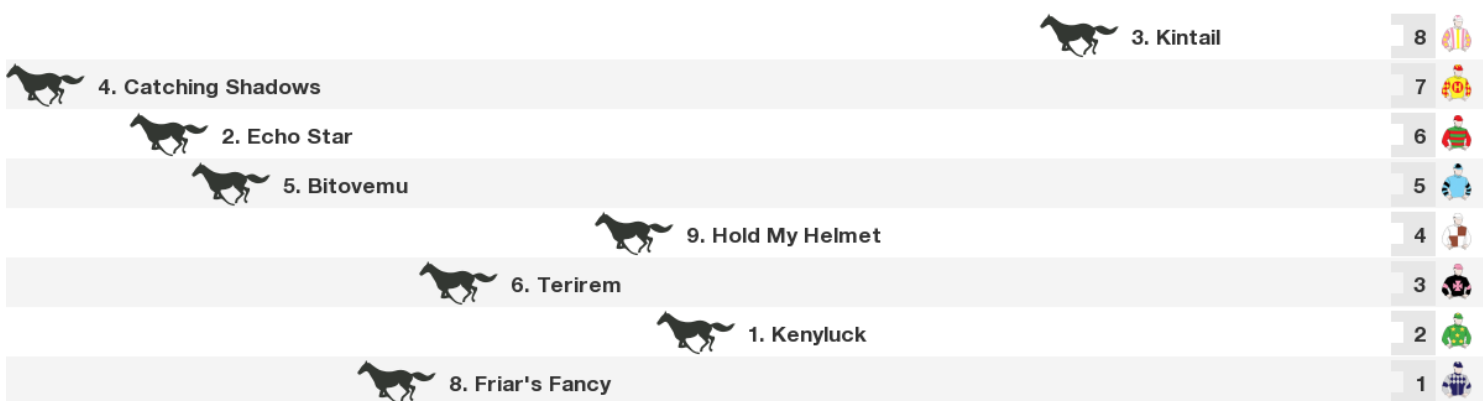 3. Kintail 8
4. Catching Shadows 7
H
2. Echo Star 6
5. Bitovemu 5
9. Hold My Helmet 4
6. Terirem 3
1. Kenyluck 2
8. Friar's Fancy 1